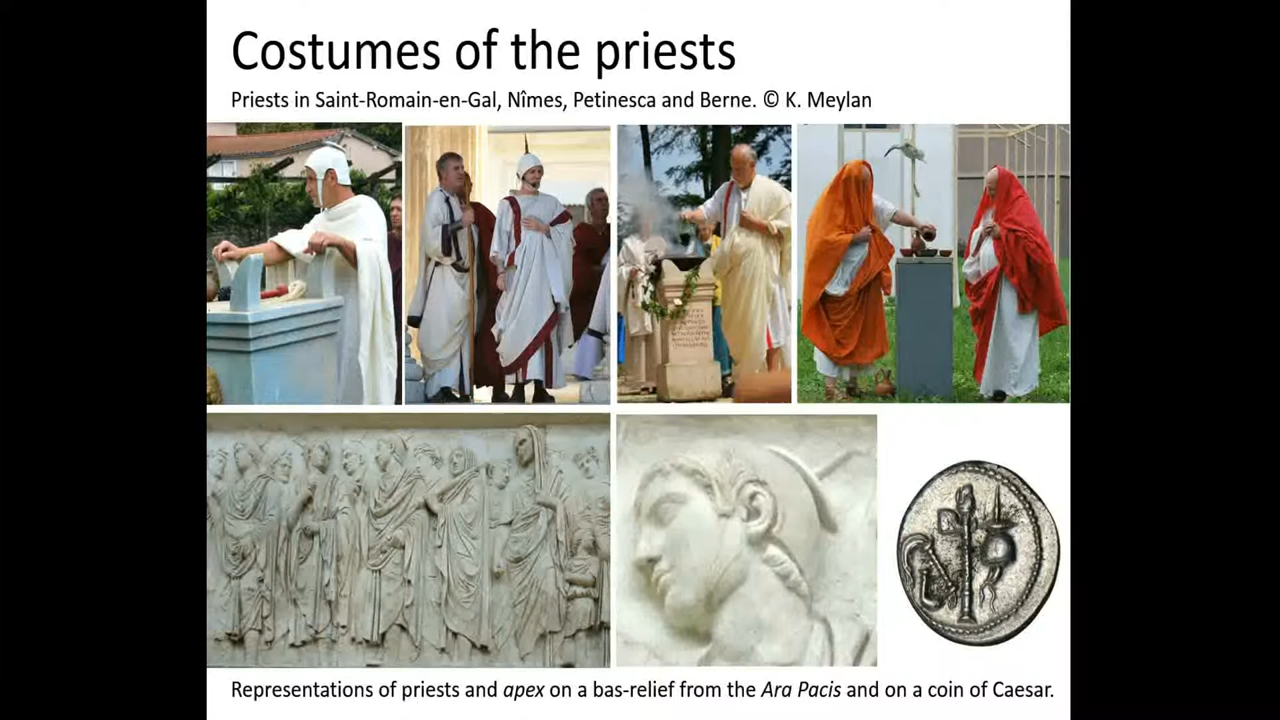 Costumes of the priests
Priests in Saint-Romain-en-Gal, Nîmes, Petinesca and Berne. © K. Meylan
Representations of priests and apex on a bas-relief from the Ara Pacis and on a coin of Caesar.